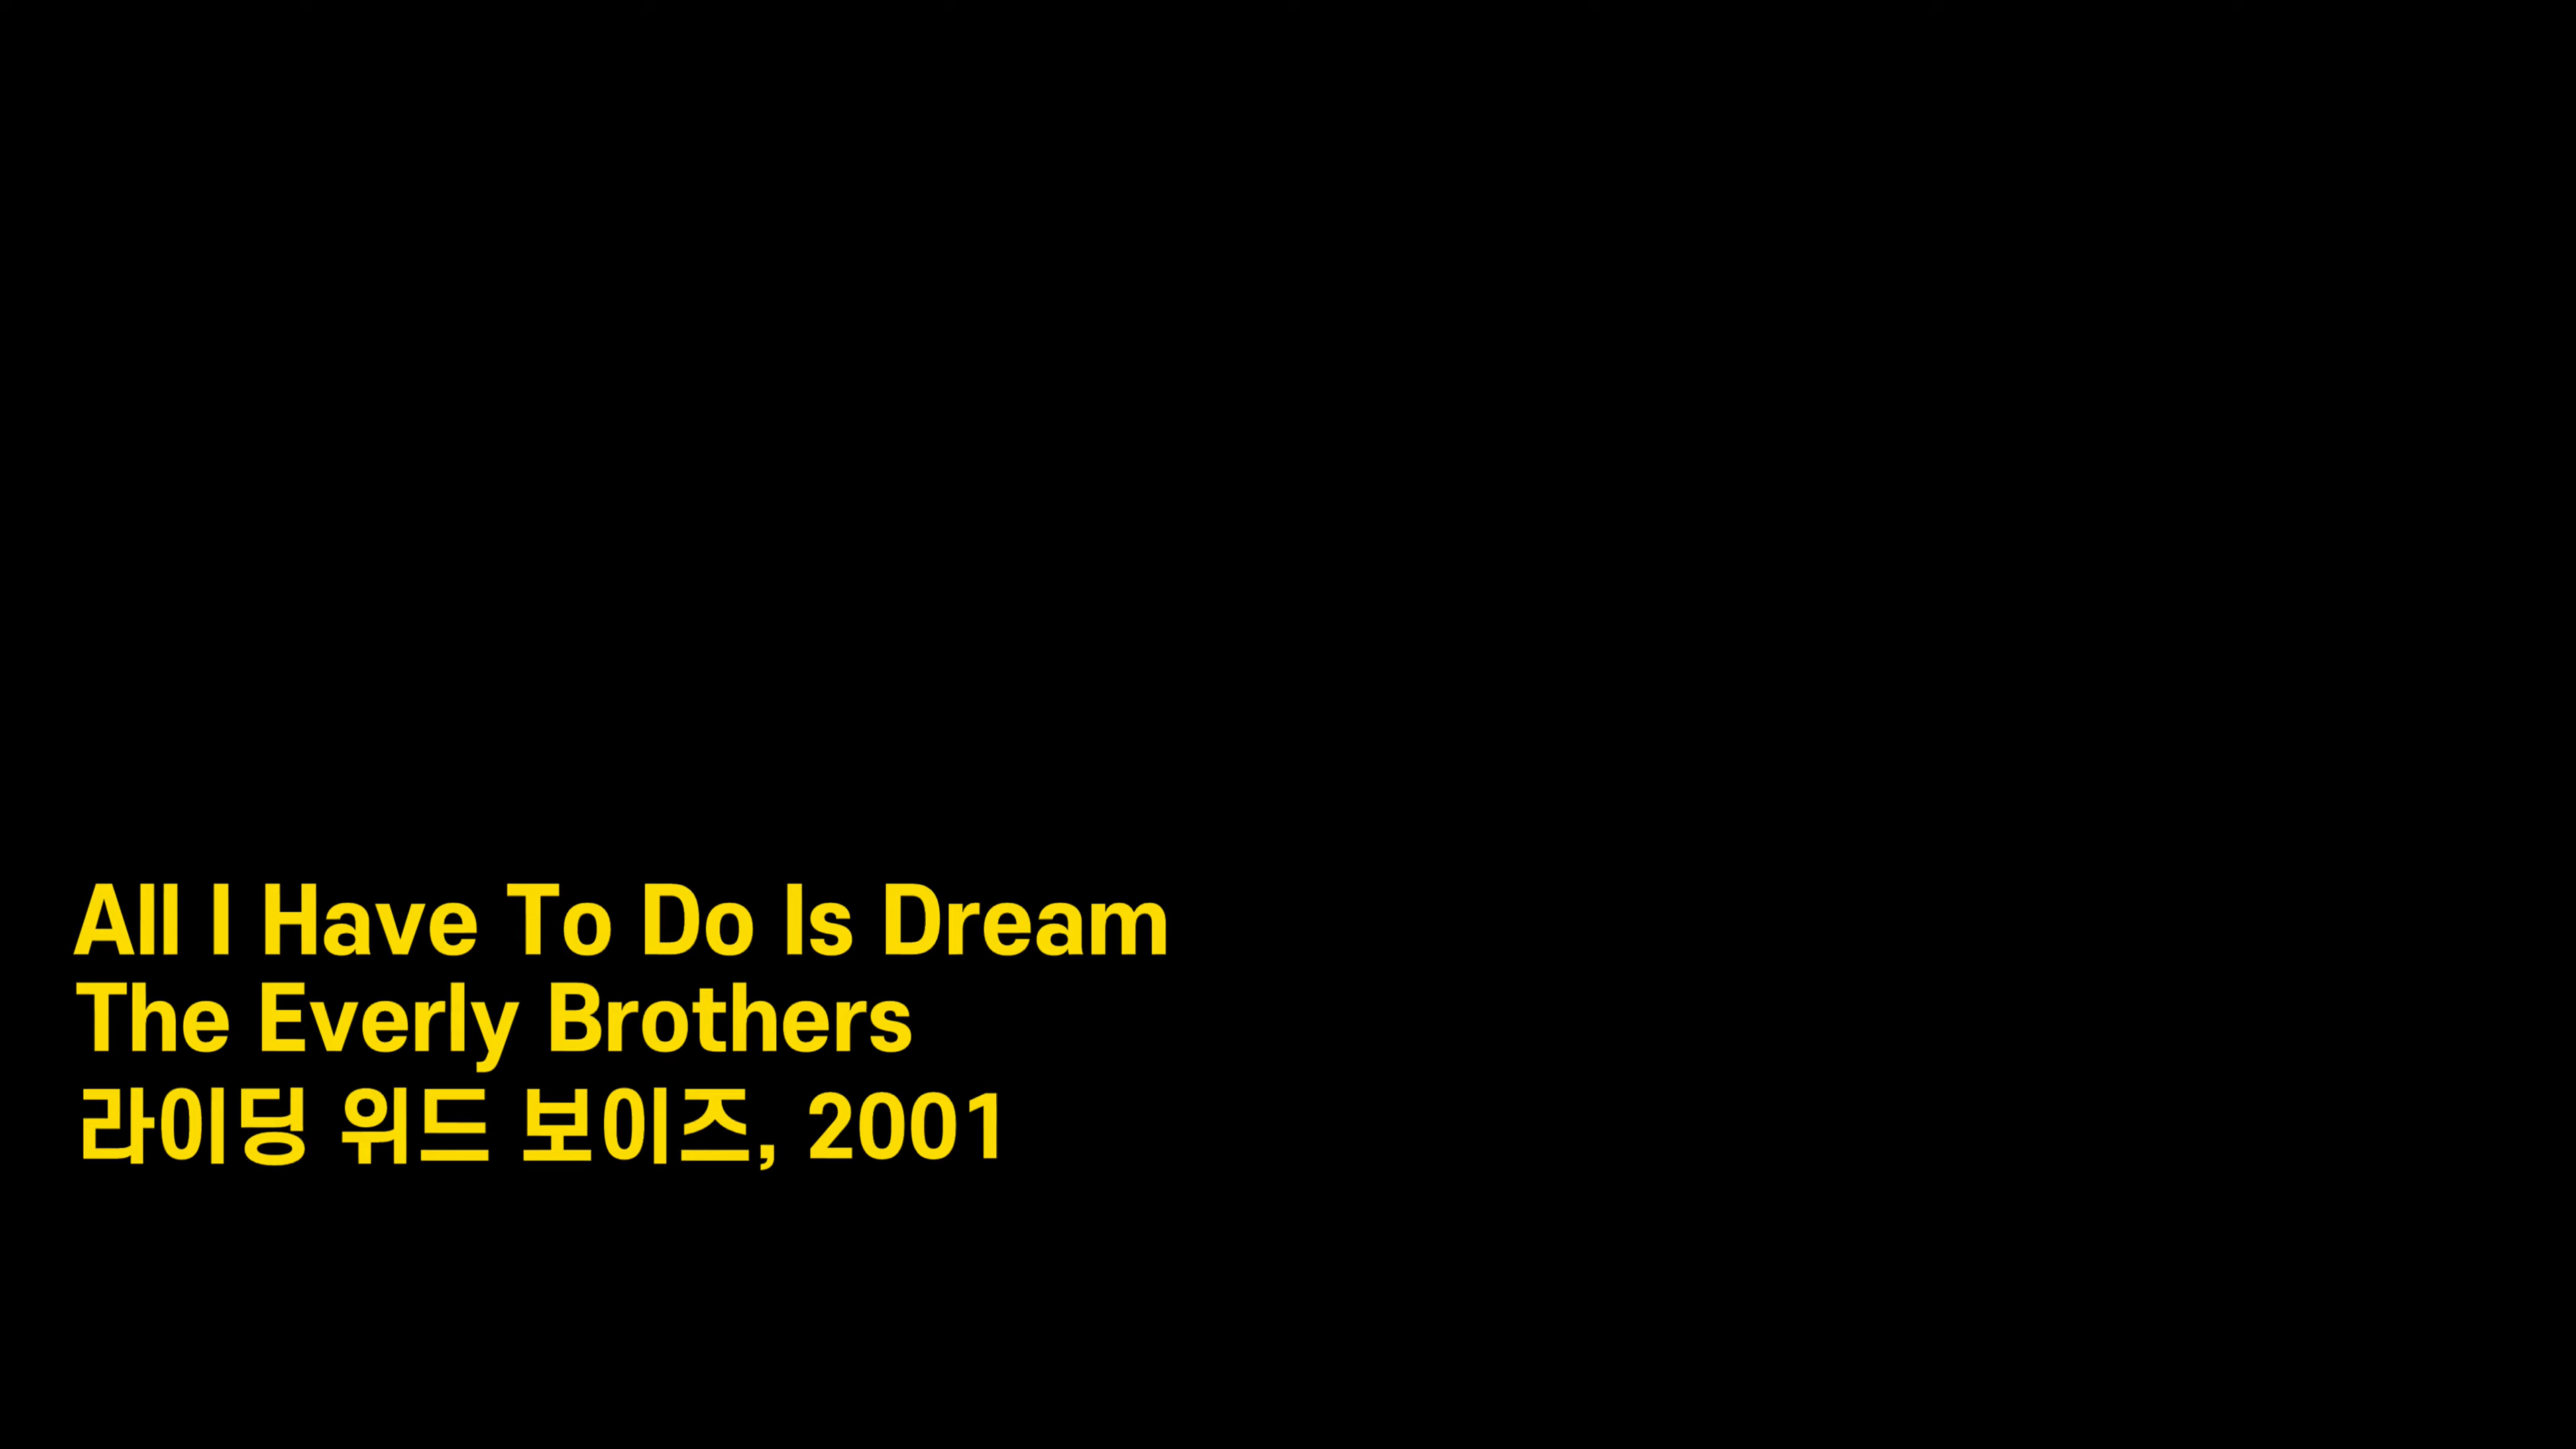 All I Have To Do Is Dream
The Everly Brothers
라이딩 위드 보이즈, 2001